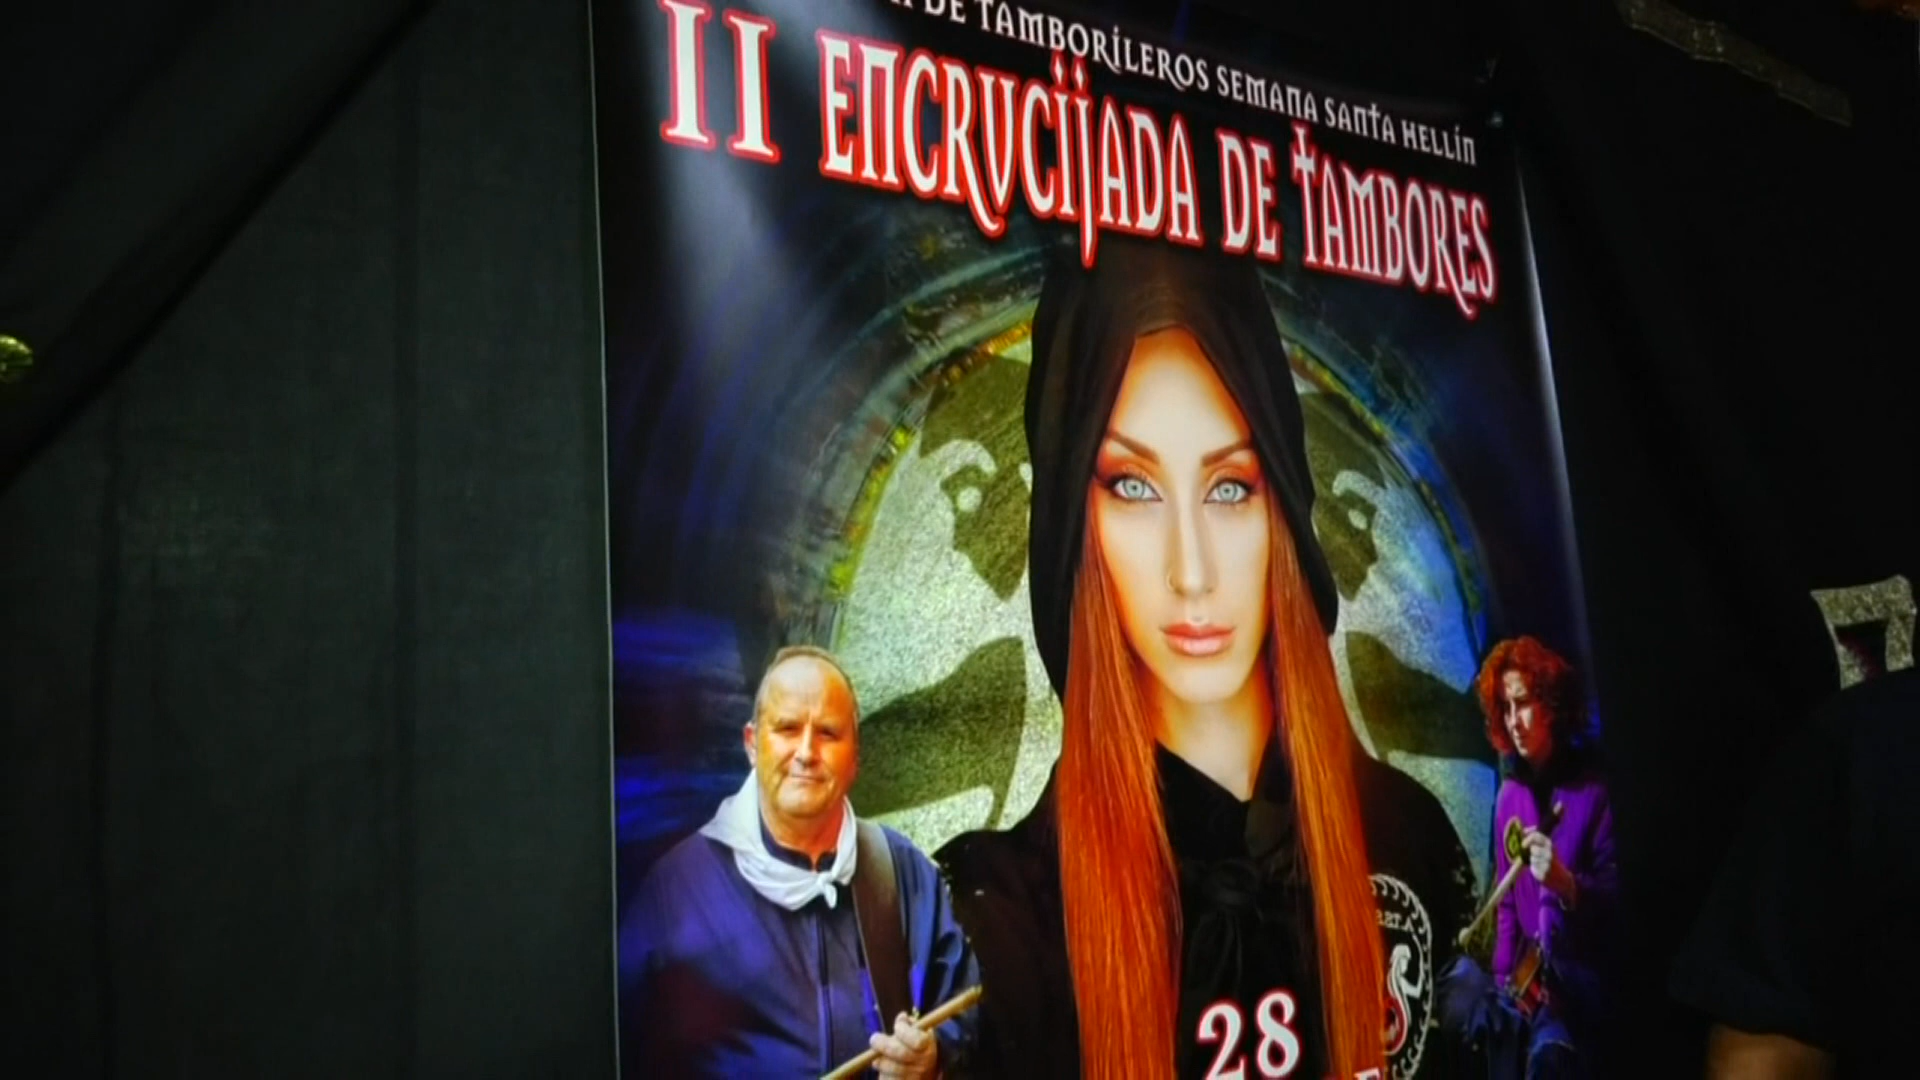 DE TAMBORILEROS SEMANA SANTA HELLÍN
II ENCRUCIJADA DE TAMBORES
28